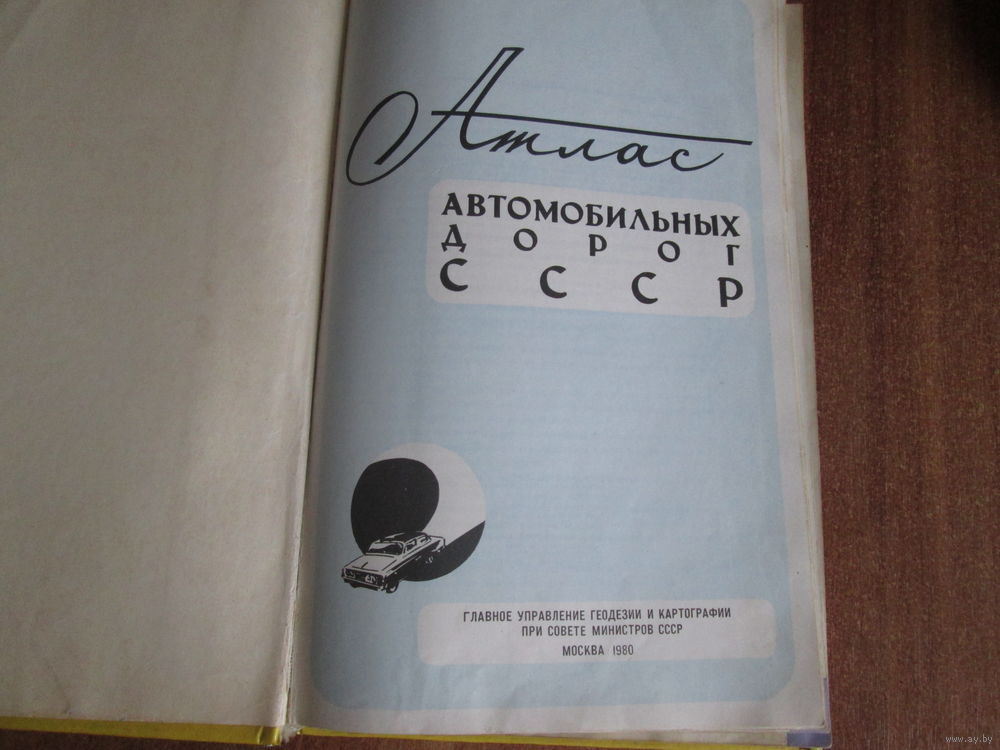 Атлас
АВТОМОБИЛЬНЫХ
ДОРОГ
СССР
ГЛАВНОЕ УПРАВЛЕНИЕ ГЕОДЕЗИИ И КАРТОГРАФИИ
ПРИ СОВЕТЕ МИНИСТРОВ СССР
МОСКВА 1980
www.ay.by